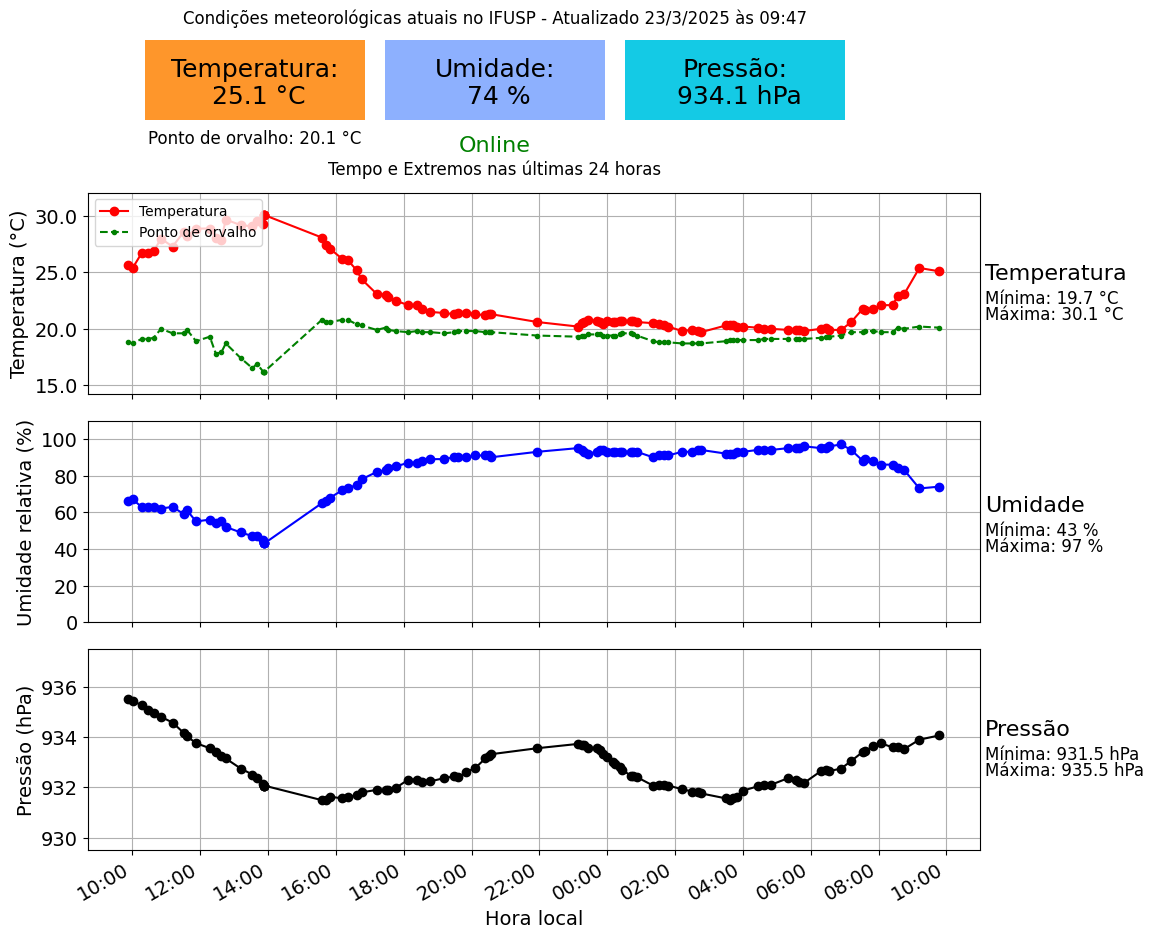 Condições meteorológicas atuais no IFUSP - Atualizado 23/3/2025 às 09:47
Temperatura:
25.1 °C
Umidade:
74 %
Pressão:
934.1 hPa
Ponto de orvalho: 20.1 °C
Online
Tempo e Extremos nas últimas 24 horas
Temperatura (°C)
30.0
25.0
20.0
15.0
Temperatura
Ponto de orvalho
Temperatura
Mínima: 19.7 °C
Máxima: 30.1 °C
Umidade relativa (%)
100
80
60
40
20
0
Umidade
Mínima: 43 %
Máxima: 97 %
Pressão (hPa)
936
934
932
930
Pressão
Mínima: 931.5 hPa
Máxima: 935.5 hPa
10:00 12:00 14:00 16:00 18:00 20:00 22:00 00:00 02:00 04:00 06:00 08:00 10:00
Hora local